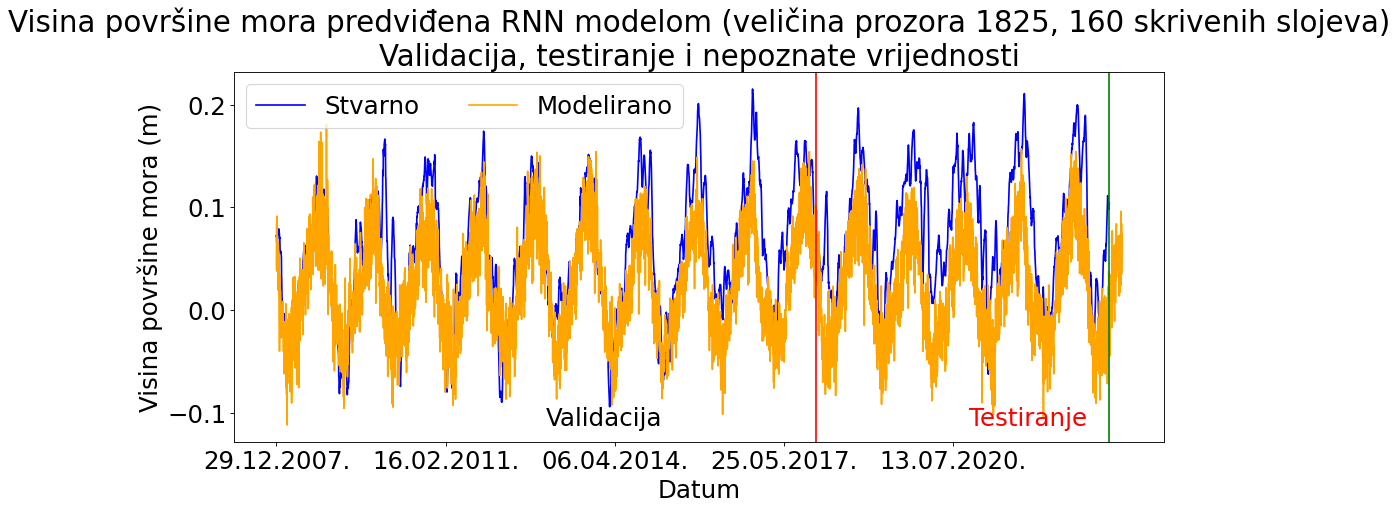 Visina površine mora predviđena RNN modelom (veličina prozora 1825, 160 skrivenih slojeva)
Validacija, testiranje i nepoznate vrijednosti
Stvarno
Modelirano
Visina površine mora (m)
0.2
0.1
0.0
−0.1
Validacija
Testiranje
29.12.2007.
16.02.2011.
06.04.2014.
25.05.2017.
13.07.2020.
Datum